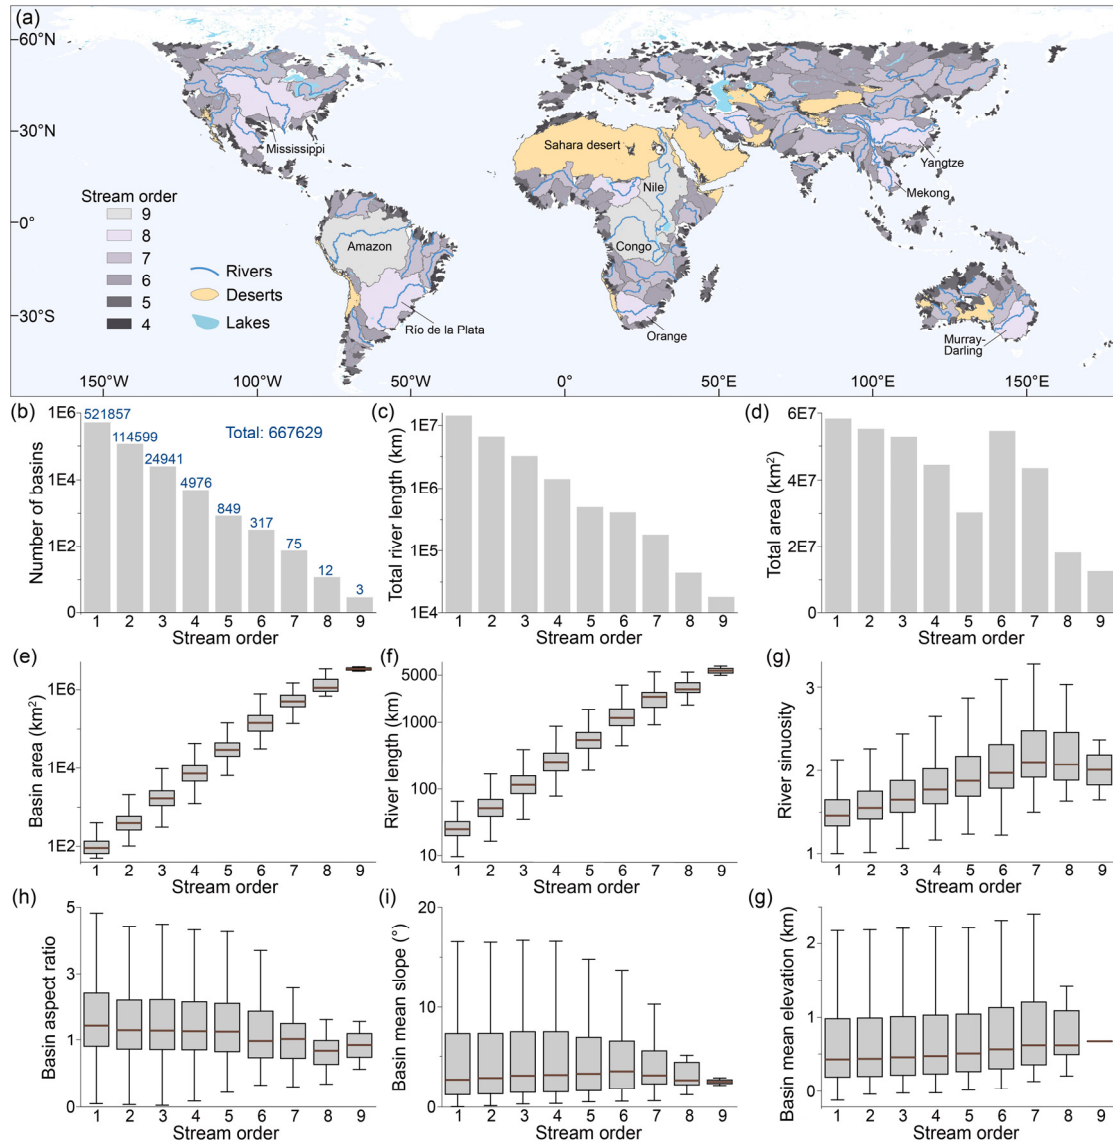 (a)
60°N
30°N
0°
30°S
Mississippi
Sahara desert
Nile
Yangtze
Mekong
Amazon
Congo
Río de la Plata
Orange
Murray-
Darling
Stream order
9
8
7
6
5
4
Rivers
Deserts
Lakes
150°W 100°W 50°W 0° 50°E 100°E 150°E
(b)
Number of basins
1E6
1E4
1E2
0
521857
114599
24941
4976
849
317
75
12
3
Total: 667629
1 2 3 4 5 6 7 8 9
Stream order
(c)
Total river length (km)
1E7
1E6
1E5
1E4
1 2 3 4 5 6 7 8 9
Stream order
(d)
Total area (km²)
6E7
4E7
2E7
0
1 2 3 4 5 6 7 8 9
Stream order
(e)
Basin area (km²)
1E6
1E4
1E2
1 2 3 4 5 6 7 8 9
Stream order
(f)
River length (km)
5000
1000
100
10
1 2 3 4 5 6 7 8 9
Stream order
(g)
River sinuosity
3
2
1
1 2 3 4 5 6 7 8 9
Stream order
(h)
Basin aspect ratio
5
3
1
0
1 2 3 4 5 6 7 8 9
Stream order
(i)
Basin mean slope (°)
20
10
5
0
1 2 3 4 5 6 7 8 9
Stream order
(g)
Basin mean elevation (km)
2
1
0
1 2 3 4 5 6 7 8 9
Stream order